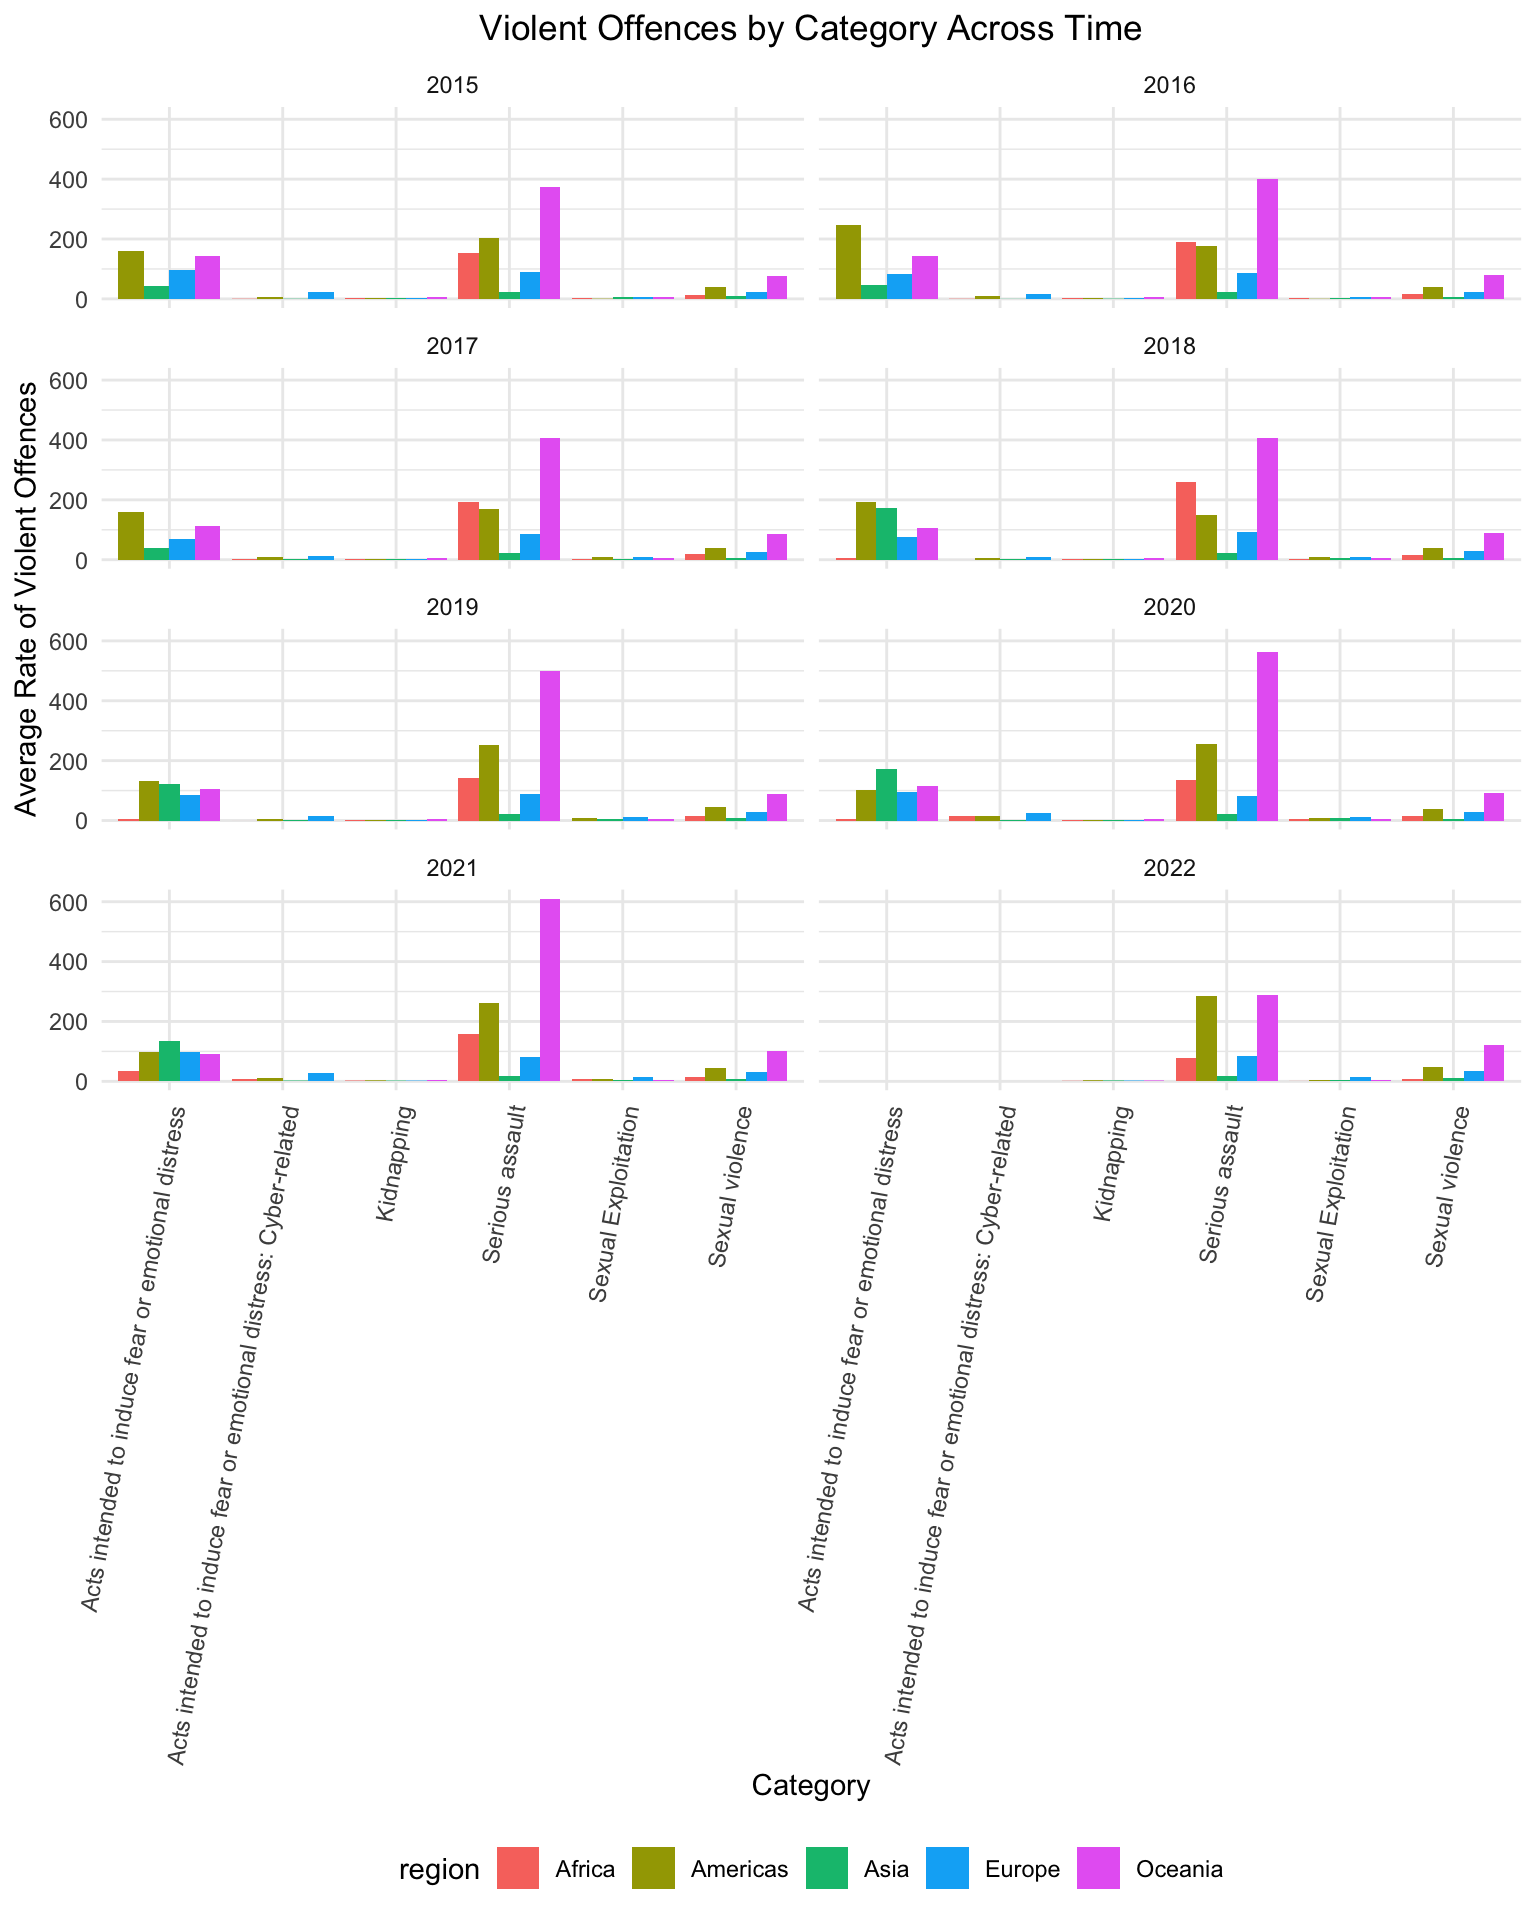 Violent Offences by Category Across Time
2015
2016
600
400
200
0
2017
2018
600
400
200
0
2019
2020
600
400
200
0
2021
2022
600
400
200
0
Average Rate of Violent Offences
Acts intended to induce fear or emotional distress
Acts intended to induce fear or emotional distress: Cyber-related
Kidnapping
Serious assault
Sexual Exploitation
Sexual violence
Acts intended to induce fear or emotional distress
Acts intended to induce fear or emotional distress: Cyber-related
Kidnapping
Serious assault
Sexual Exploitation
Sexual violence
Category
region Africa Americas Asia Europe Oceania